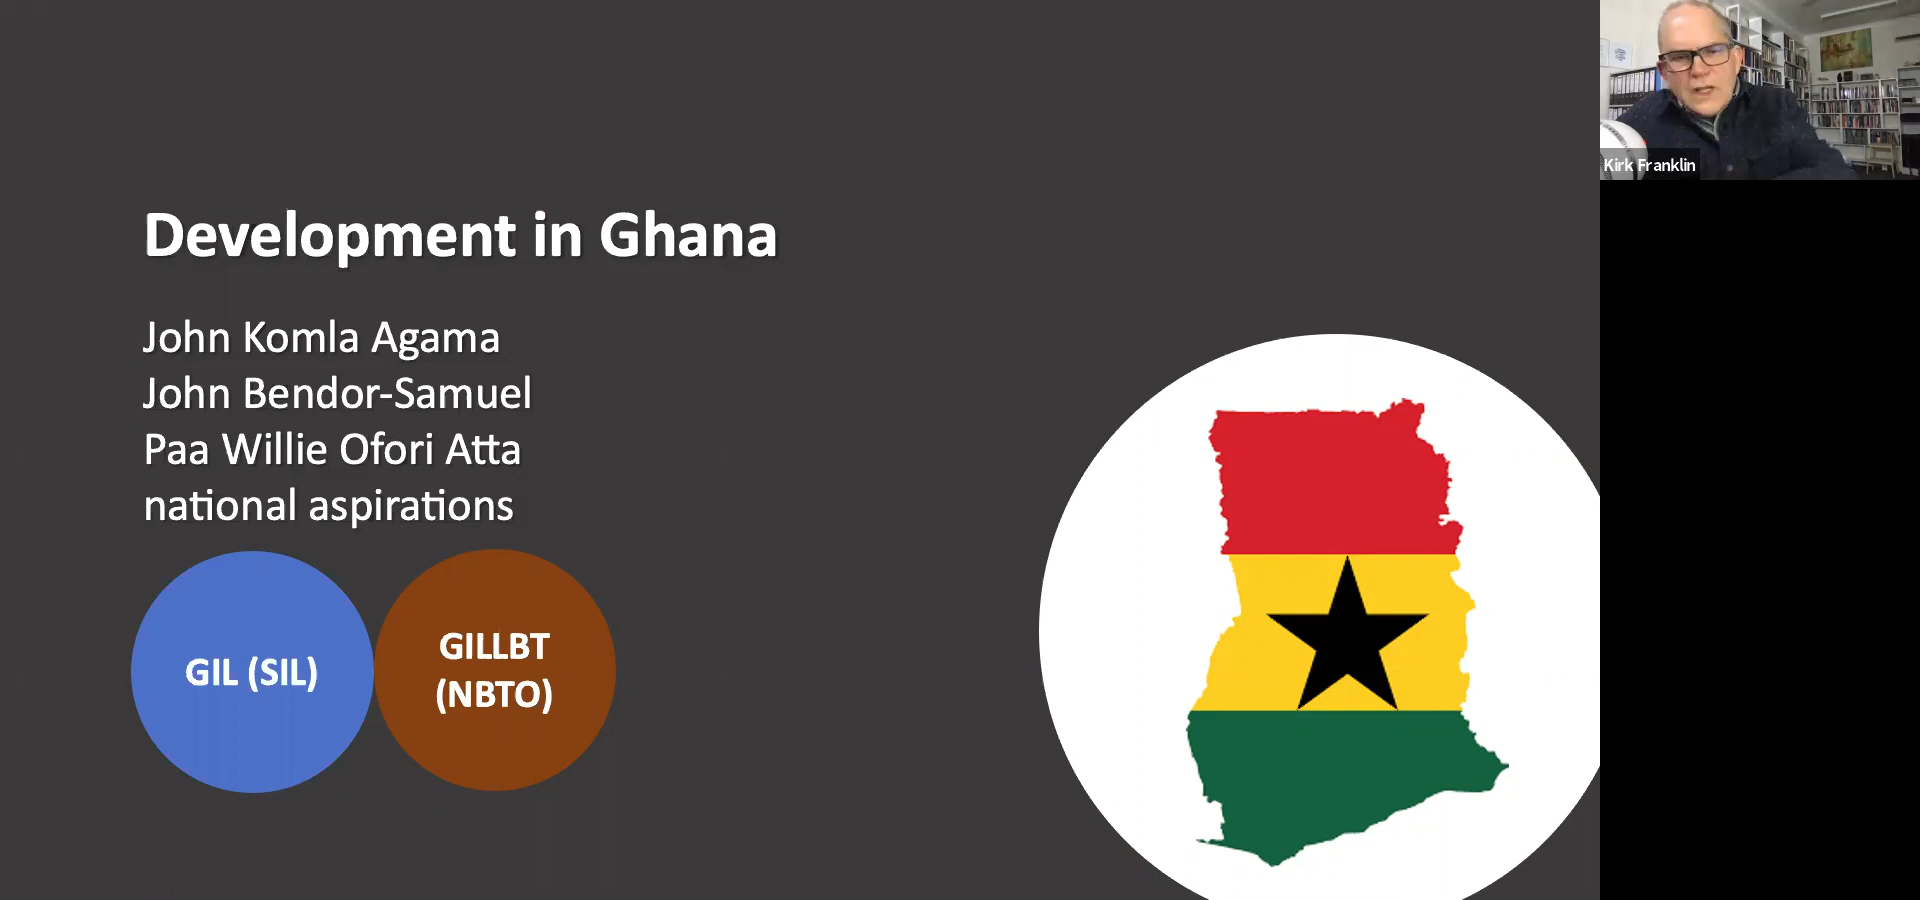 Development in Ghana
John Komla Agama
John Bendor-Samuel
Paa Willie Ofori Atta
national aspirations
GIL (SIL)
GILLBT
(NBTO)
Kirk Franklin